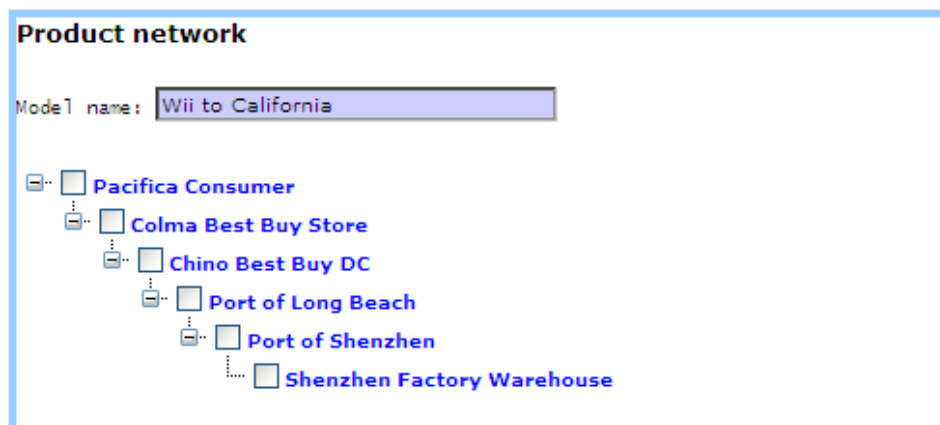 Product network
Model name: Wii to California
Pacifica Consumer
Colma Best Buy Store
Chino Best Buy DC
Port of Long Beach
Port of Shenzhen
Shenzhen Factory Warehouse